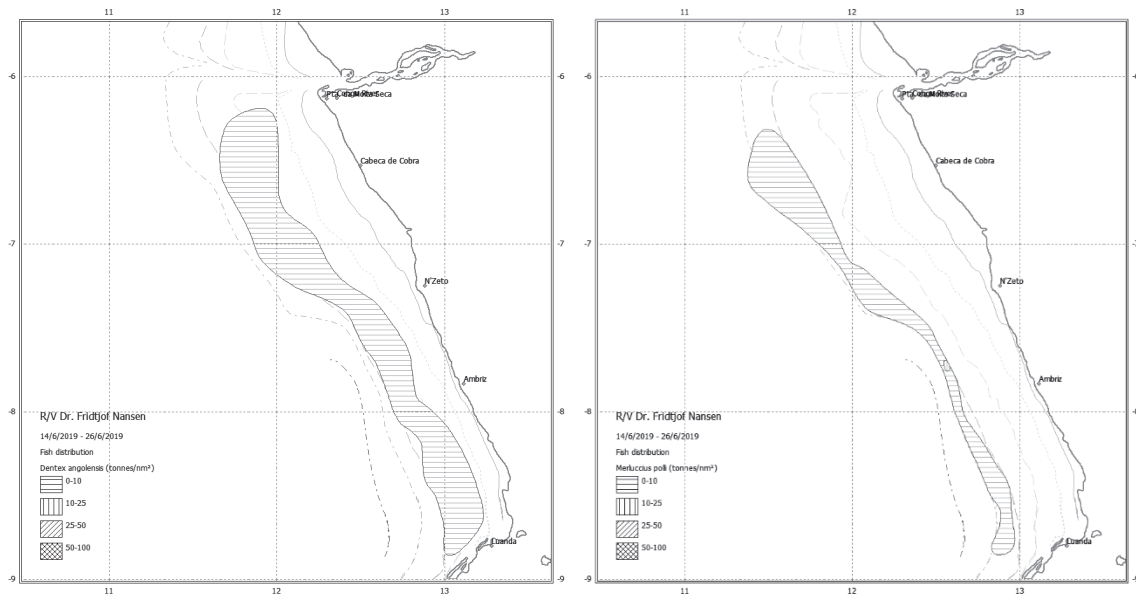 11 12 13
-6
Cabeca de Cobra
-7
N'Zeto
Ambriz
-8
R/V Dr. Fridtjof Nansen
14/6/2019 - 26/6/2019
Fish distribution
Dentex angolensis (tonnes/nm²)
0-10
10-25
25-50
50-100
Luanda
-9
11 12 13
11 12 13
-6
Cabeca de Cobra
-7
N'Zeto
Ambriz
-8
R/V Dr. Fridtjof Nansen
14/6/2019 - 26/6/2019
Fish distribution
Merluccius polli (tonnes/nm²)
0-10
10-25
25-50
50-100
Luanda
-9
11 12 13